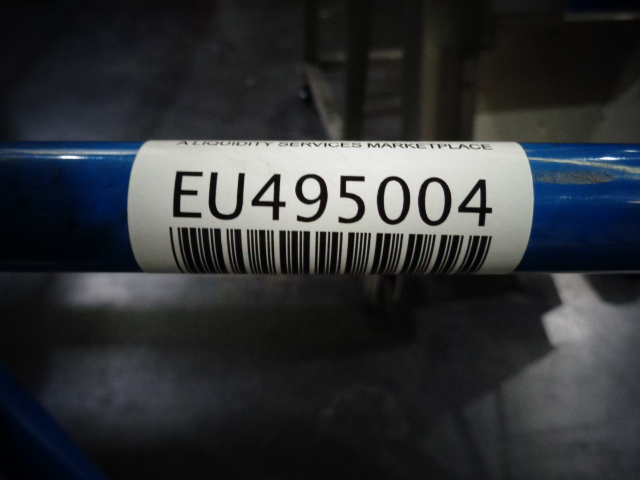 A LIQUIDITY SERVICES MARKETPLACE
EU495004